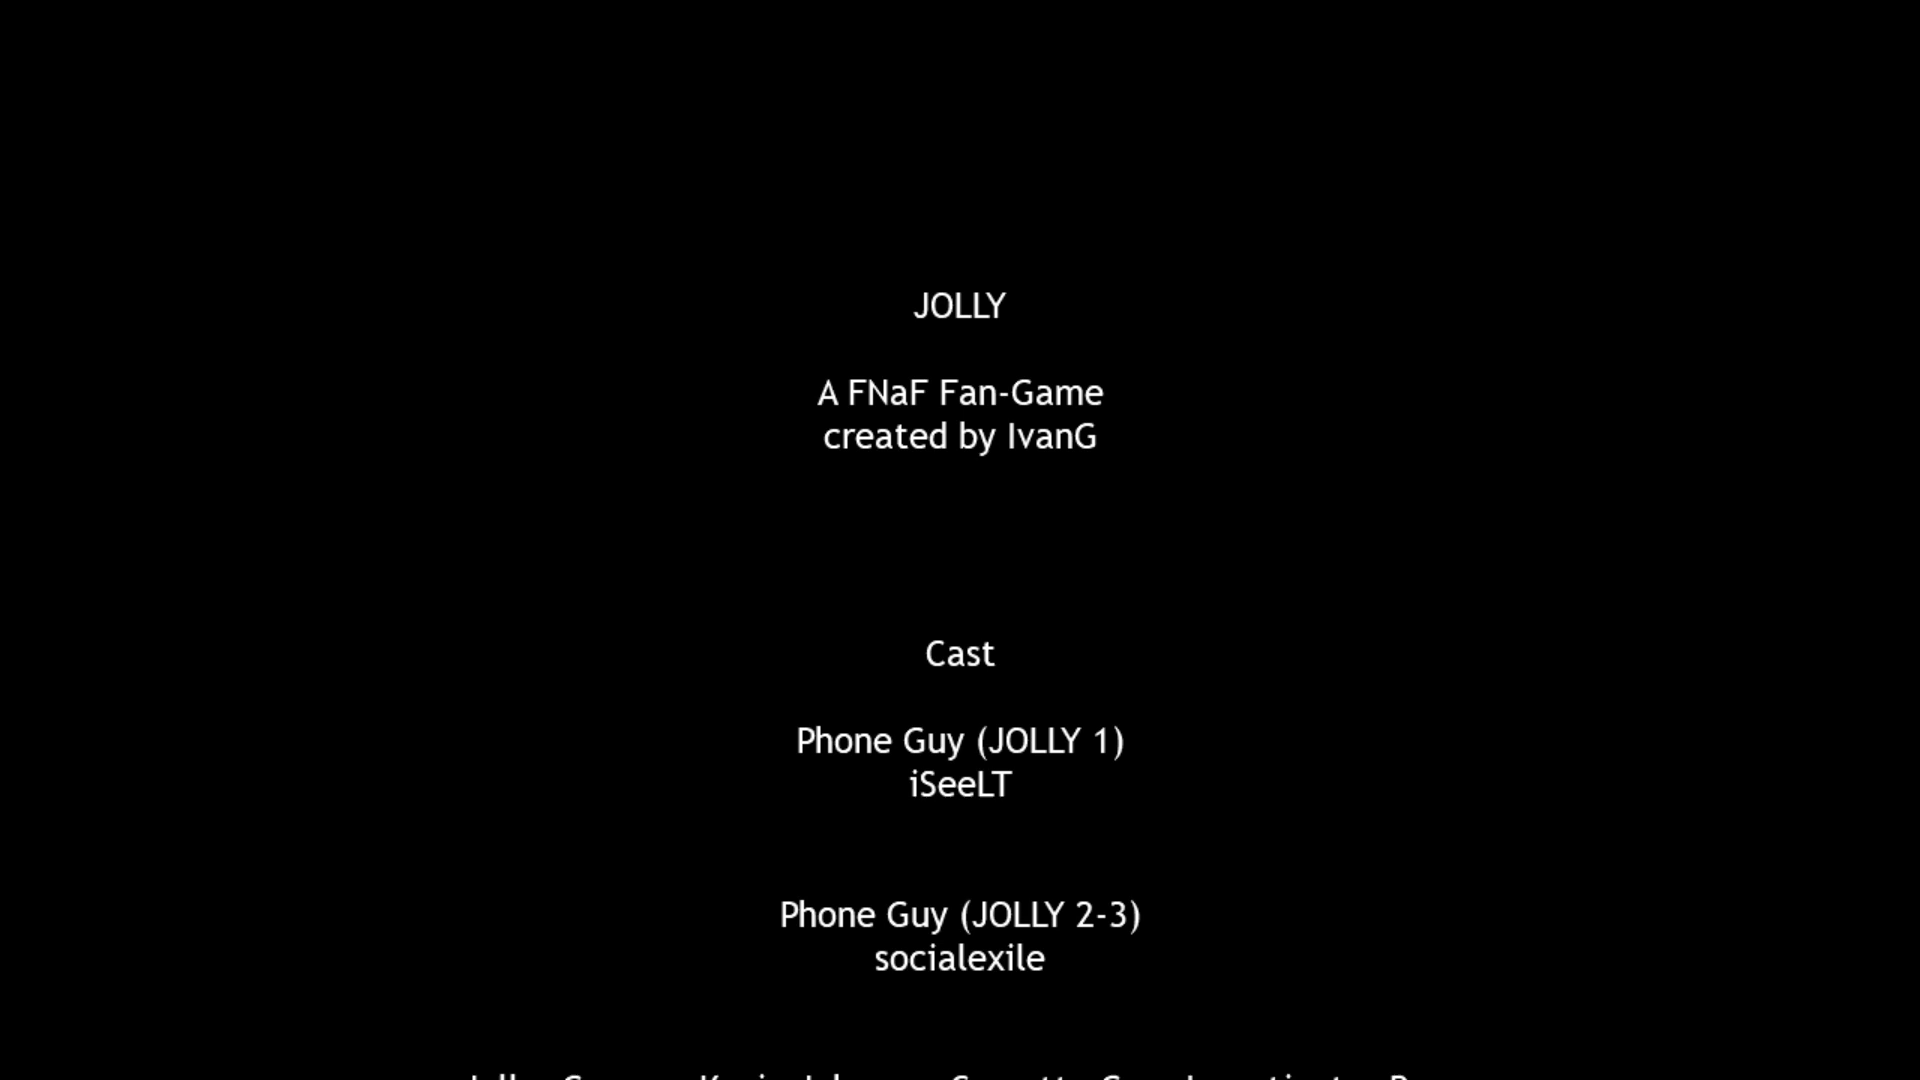 JOLLY
A FNaF Fan-Game
created by IvanG
Cast
Phone Guy (JOLLY 1)
iSeeLT
Phone Guy (JOLLY 2-3)
socialexile